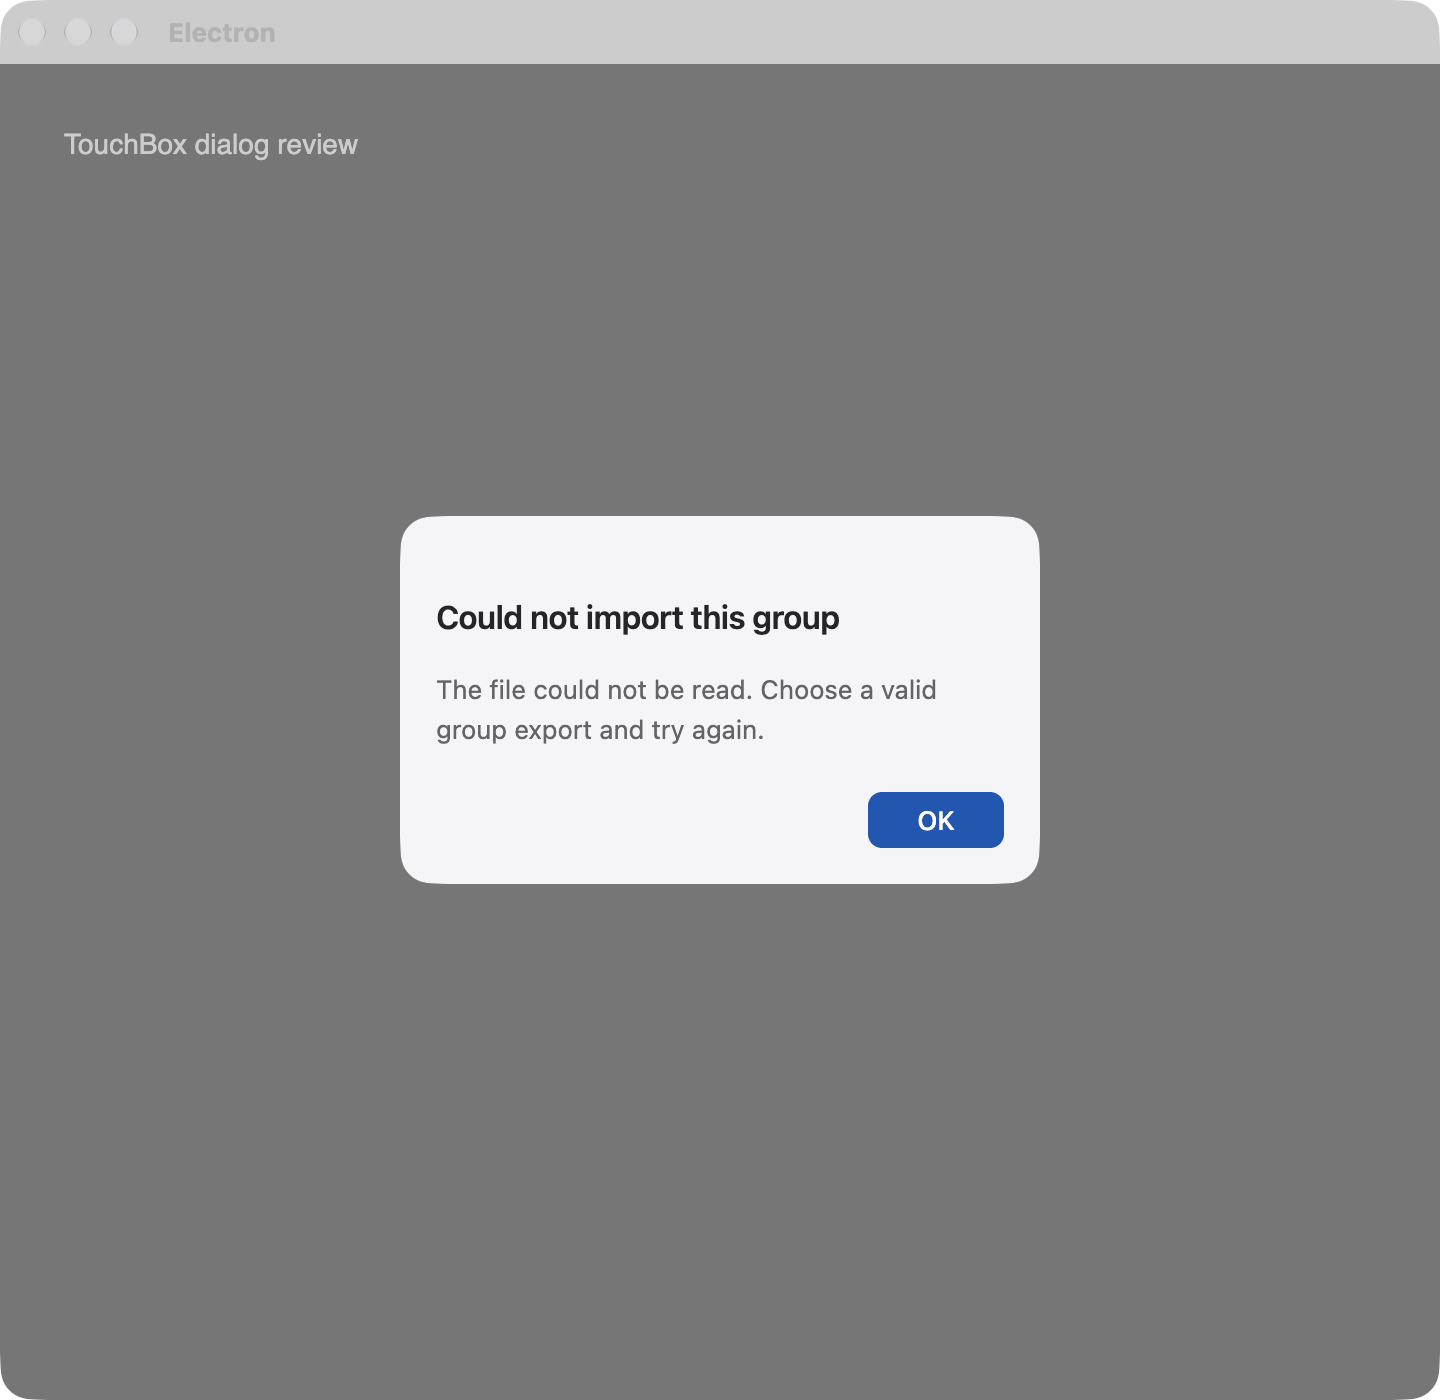 Electron
TouchBox dialog review
Could not import this group
The file could not be read. Choose a valid
group export and try again.
OK